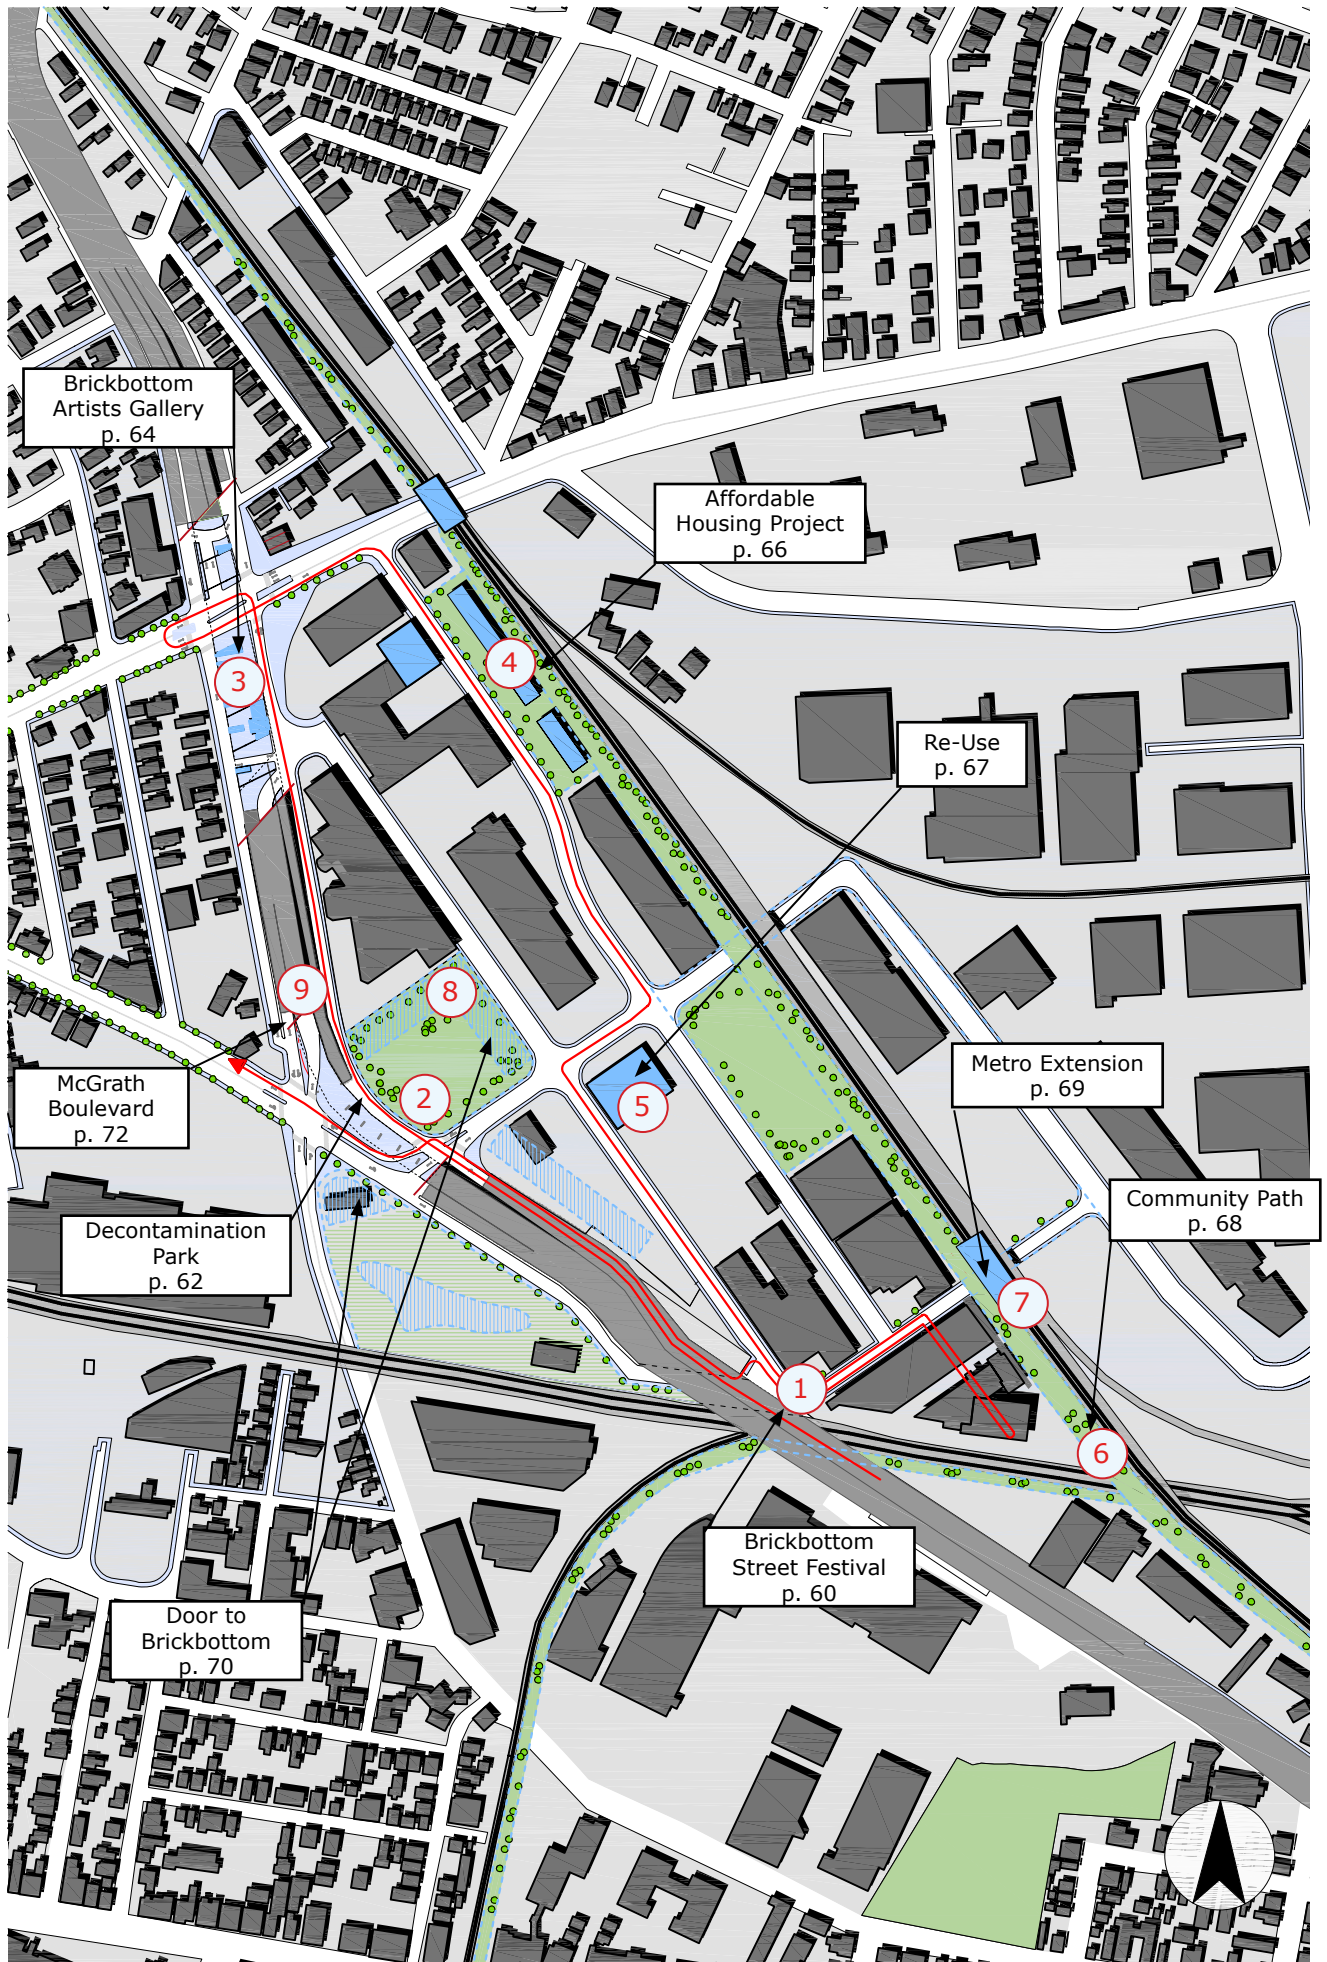 Brickbottom
Artists Gallery
p. 64
Affordable
Housing Project
p. 66
4
3
Re-Use
p. 67
9
8
Metro Extension
p. 69
McGrath
Boulevard
p. 72
2
5
Community Path
p. 68
Decontamination
Park
p. 62
7
1
6
Brickbottom
Street Festival
p. 60
Door to
Brickbottom
p. 70